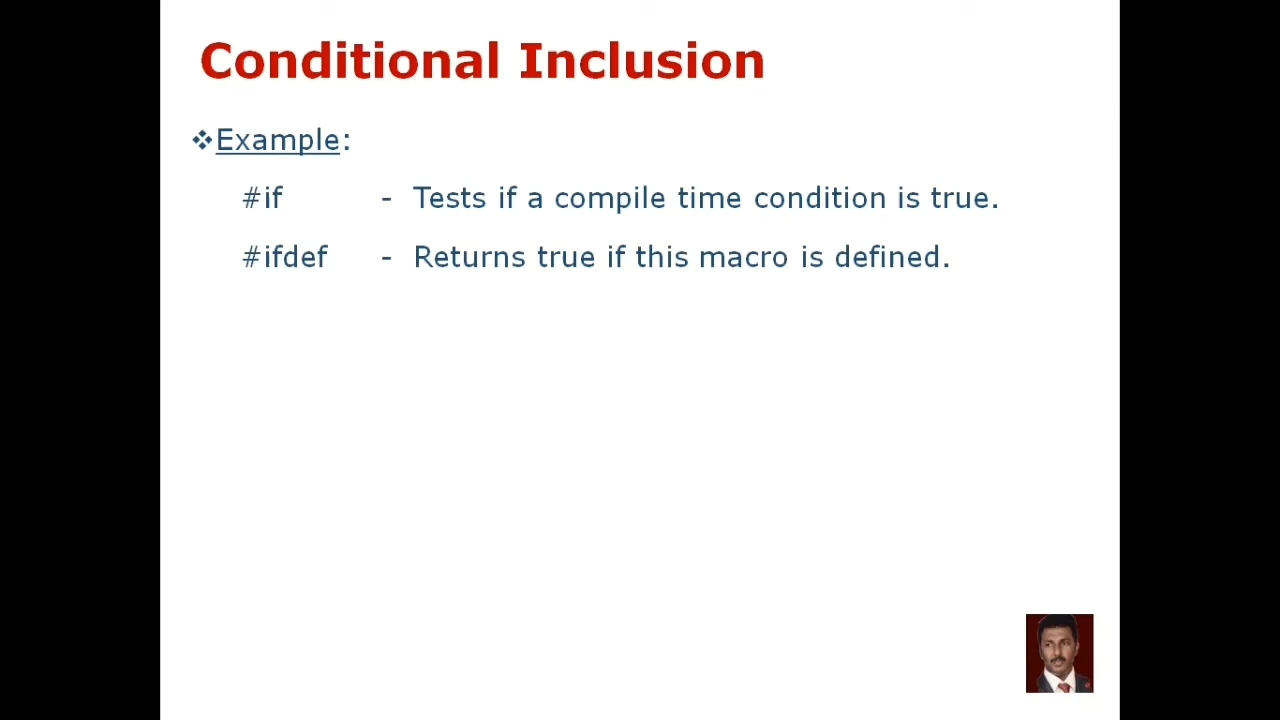 Conditional Inclusion
❖Example:
#if - Tests if a compile time condition is true.
#ifdef - Returns true if this macro is defined.